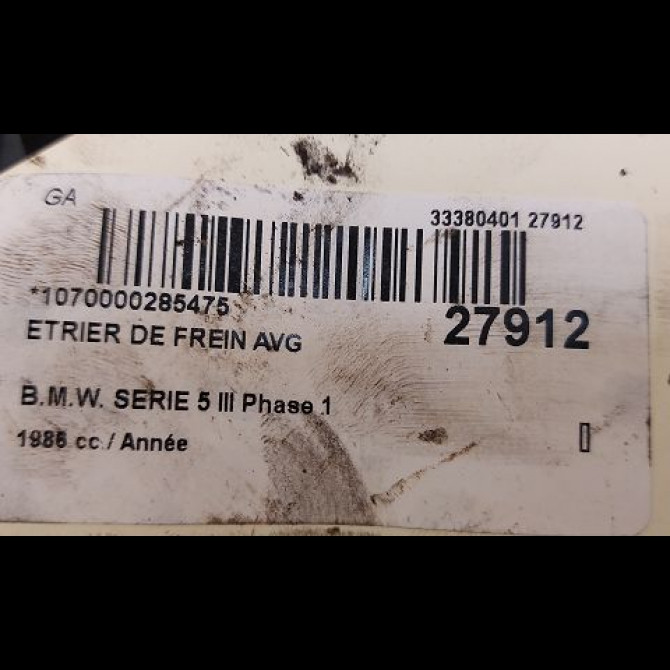 GA
33380401 27912
*1070000285475
27912
ETRIER DE FREIN AVG
B.M.W. SERIE 5 III Phase 1
1986 cc / Année